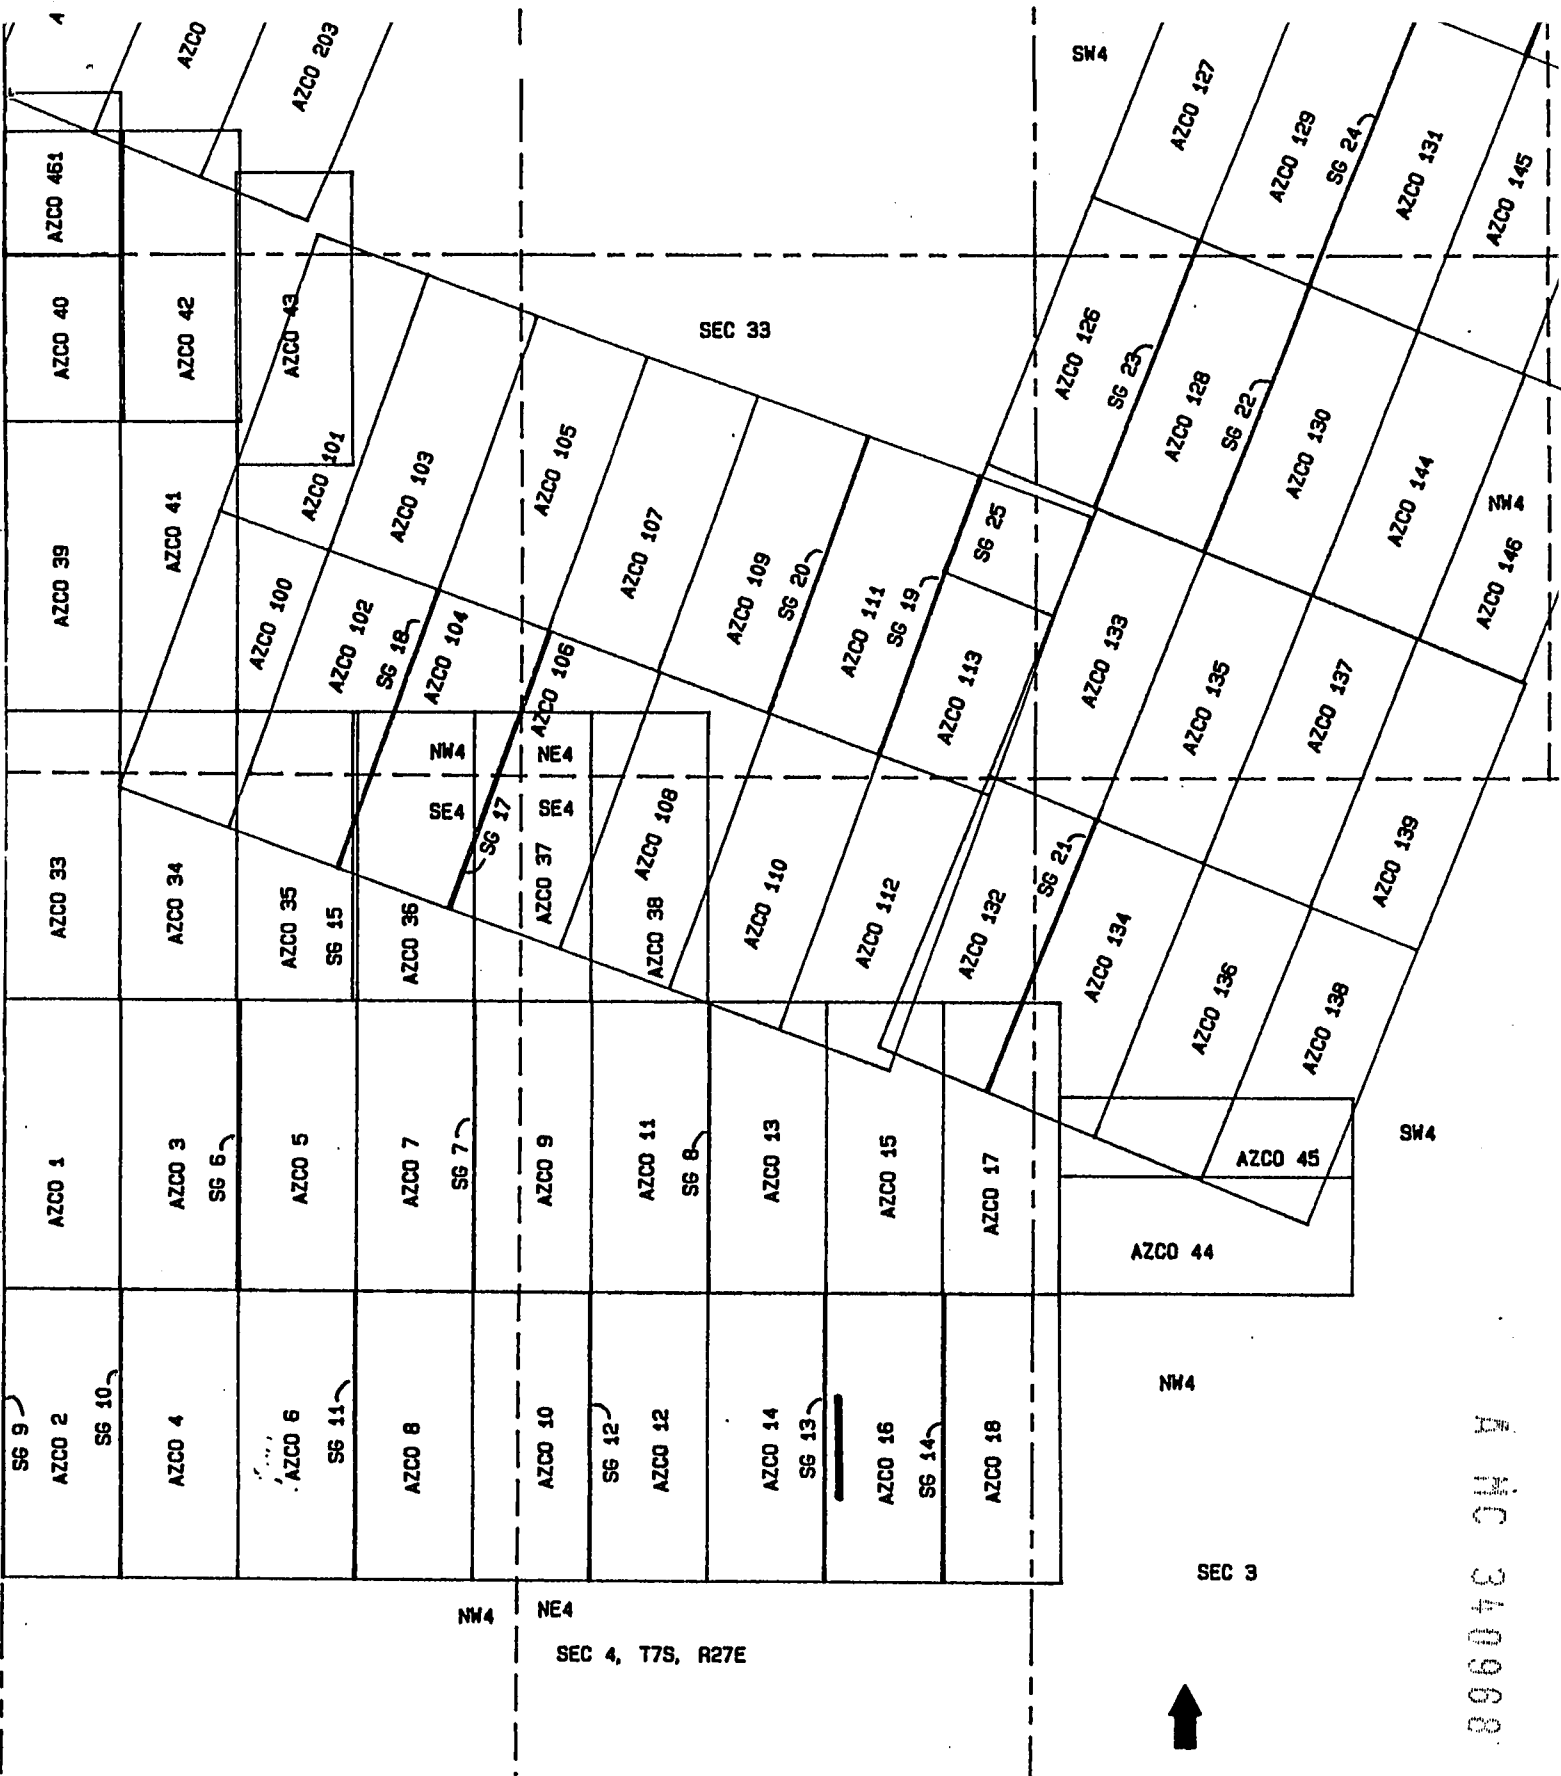 A
AZCO
AZCO 203
SW4
AZCO 127
AZCO 129
SG 24
AZCO 131
AZCO 145
AZCO 461
AZCO 40
AZCO 42
AZCO 43
SEC 33
AZCO 126
SG 23
AZCO 128
SG 22
AZCO 130
AZCO 144
NW4
AZCO 146
AZCO 39
AZCO 41
AZCO 101
AZCO 103
AZCO 105
AZCO 107
AZCO 109
SG 20
AZCO 111
SG 19
SG 25
AZCO 113
AZCO 133
AZCO 135
AZCO 137
AZCO 100
AZCO 102
SG 18
AZCO 104
AZCO 106
NW4
NE4
SE4
SE4
SG 17
AZCO 108
AZCO 110
AZCO 112
AZCO 132
SG 21
AZCO 134
AZCO 136
AZCO 138
AZCO 139
AZCO 33
AZCO 34
AZCO 35
SG 15
AZCO 36
AZCO 37
AZCO 38
AZCO 1
AZCO 3
SG 6
AZCO 5
AZCO 7
SG 7
AZCO 9
AZCO 11
SG 8
AZCO 13
AZCO 15
AZCO 17
AZCO 45
SW4
AZCO 44
SG 9
AZCO 2
SG 10
AZCO 4
AZCO 6
SG 11
AZCO 8
AZCO 10
SG 12
AZCO 12
AZCO 14
SG 13
AZCO 16
SG 14
AZCO 18
NW4
SEC 3
NW4
NE4
SEC 4, T7S, R27E
A MC 340968